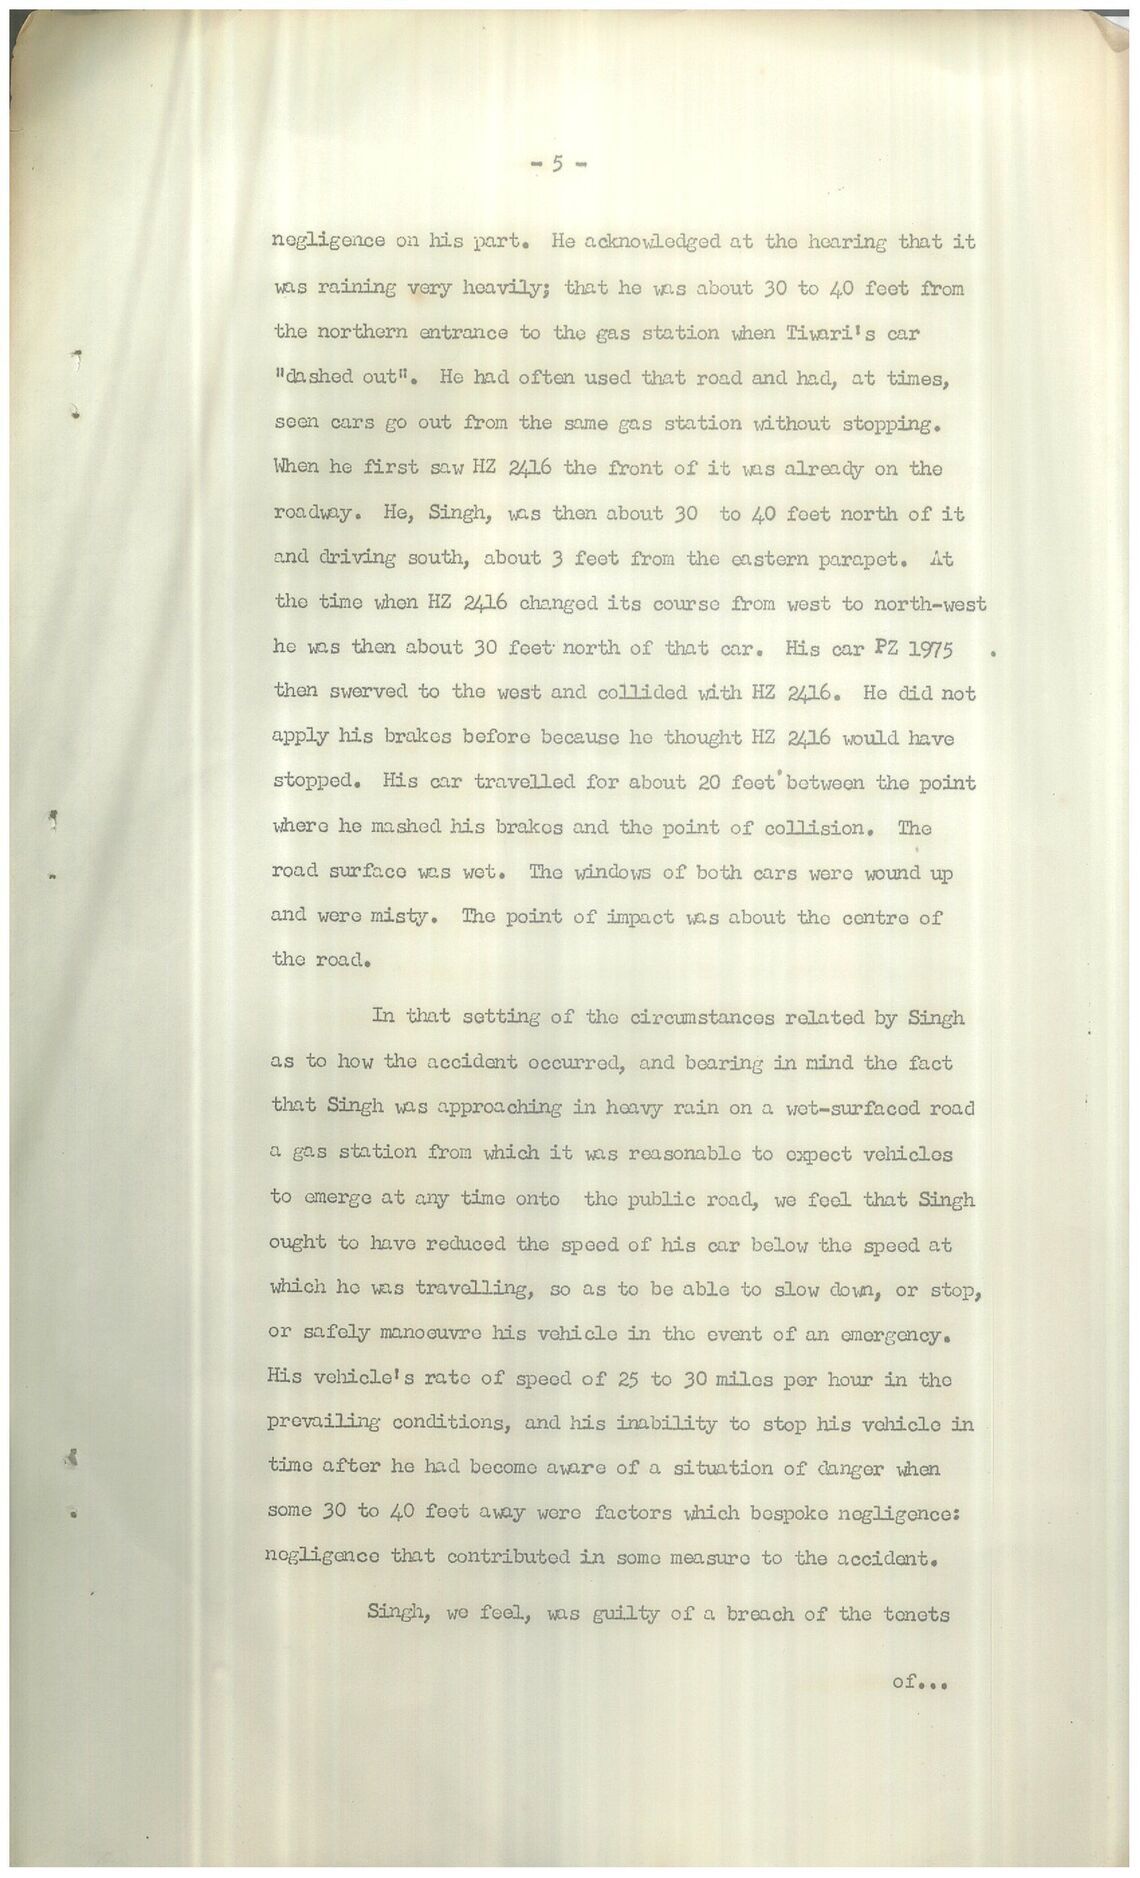 - 5 -
negligence on his part. He acknowledged at the hearing that it
was raining very heavily; that he was about 30 to 40 feet from
the northern entrance to the gas station when Tiwari's car
"dashed out". He had often used that road and had, at times,
seen cars go out from the same gas station without stopping.
When he first saw HZ 2416 the front of it was already on the
roadway. He, Singh, was then about 30 to 40 feet north of it
and driving south, about 3 feet from the eastern parapet. At
the time when HZ 2416 changed its course from west to north-west
he was then about 30 feet north of that car. His car PZ 1975
then swerved to the west and collided with HZ 2416. He did not
apply his brakes before because he thought HZ 2416 would have
stopped. His car travelled for about 20 feet between the point
where he mashed his brakes and the point of collision. The
road surface was wet. The windows of both cars were wound up
and were misty. The point of impact was about the centre of
the road.
In that setting of the circumstances related by Singh
as to how the accident occurred, and bearing in mind the fact
that Singh was approaching in heavy rain on a wet-surfaced road
a gas station from which it was reasonable to expect vehicles
to emerge at any time onto the public road, we feel that Singh
ought to have reduced the speed of his car below the speed at
which he was travelling, so as to be able to slow down, or stop,
or safely manoeuvre his vehicle in the event of an emergency.
His vehicle's rate of speed of 25 to 30 miles per hour in the
prevailing conditions, and his inability to stop his vehicle in
time after he had become aware of a situation of danger when
some 30 to 40 feet away were factors which bespoke negligence:
negligence that contributed in some measure to the accident.
Singh, we feel, was guilty of a breach of the tenets
of...